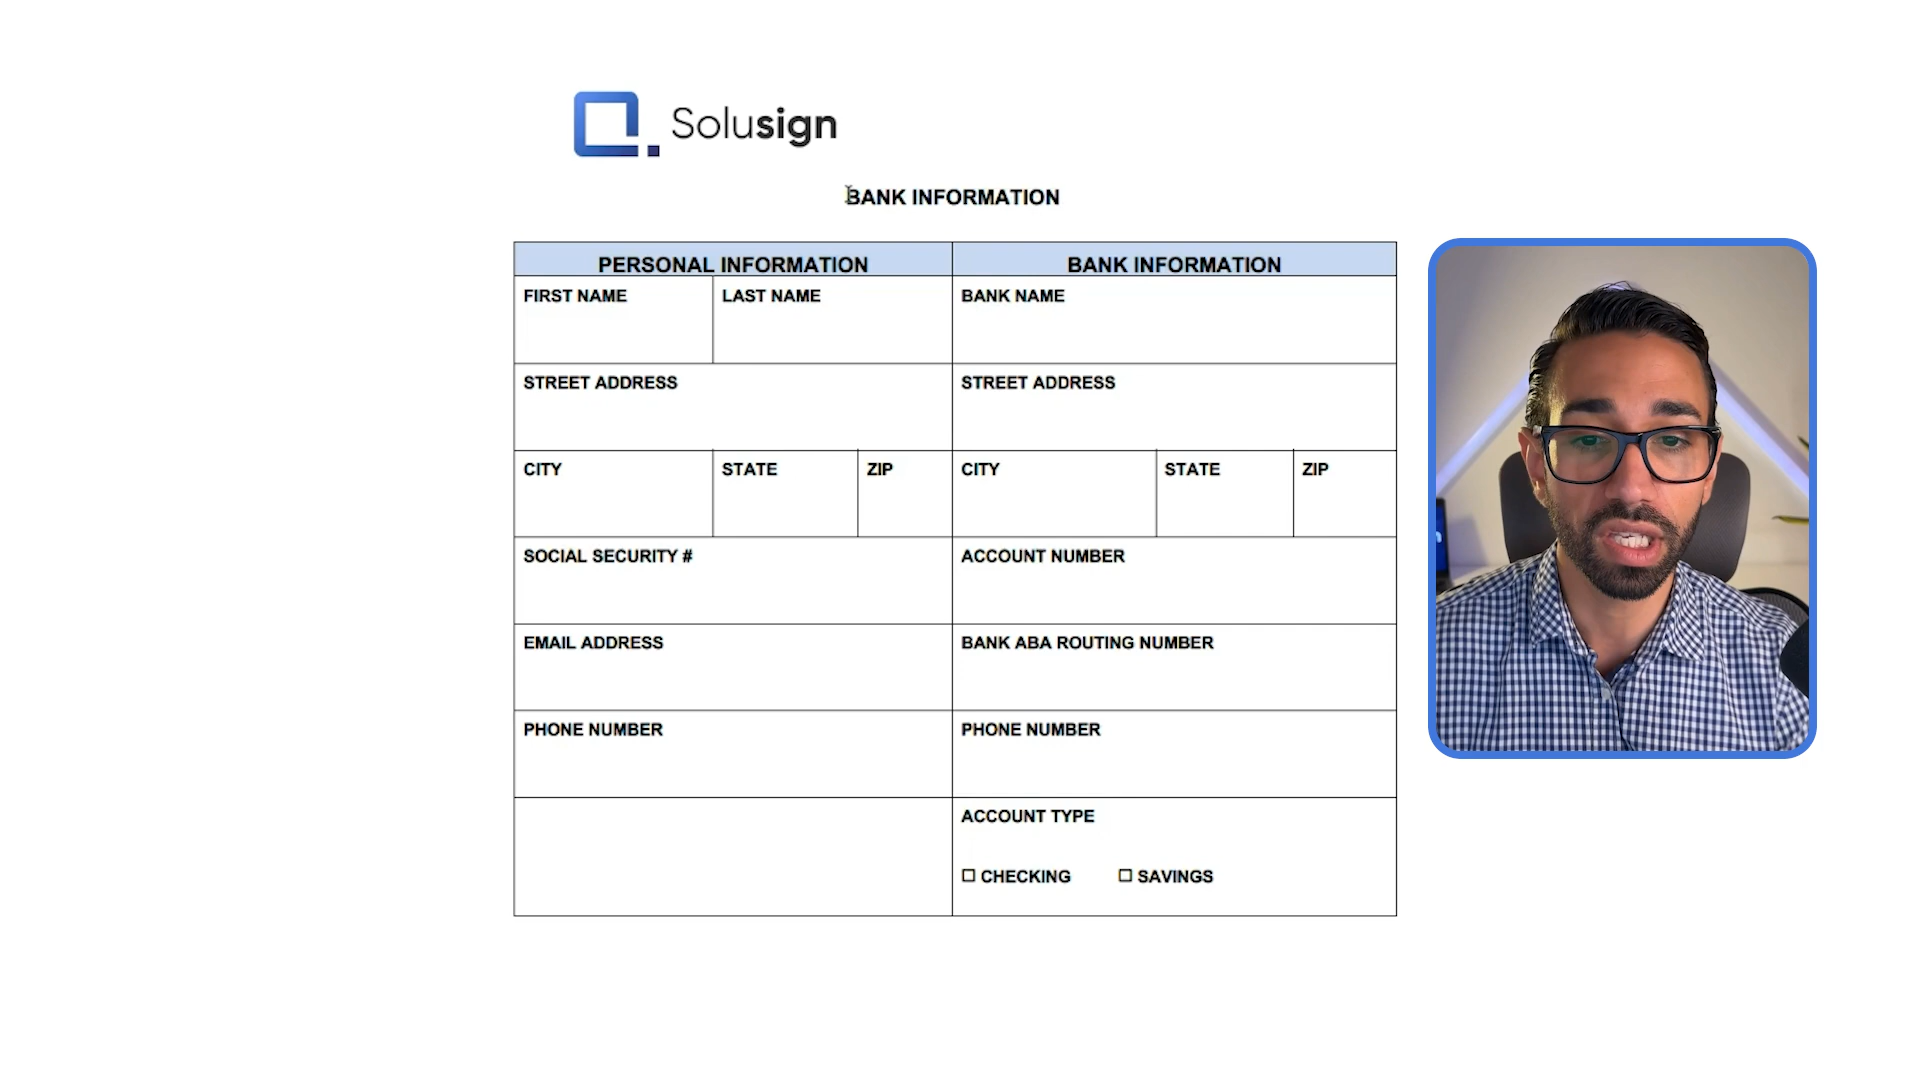 Solusign
BANK INFORMATION
PERSONAL INFORMATION
BANK INFORMATION
FIRST NAME
LAST NAME
BANK NAME
STREET ADDRESS
STREET ADDRESS
CITY
STATE
ZIP
CITY
STATE
ZIP
SOCIAL SECURITY #
ACCOUNT NUMBER
EMAIL ADDRESS
BANK ABA ROUTING NUMBER
PHONE NUMBER
PHONE NUMBER
ACCOUNT TYPE
☐ CHECKING
☐ SAVINGS